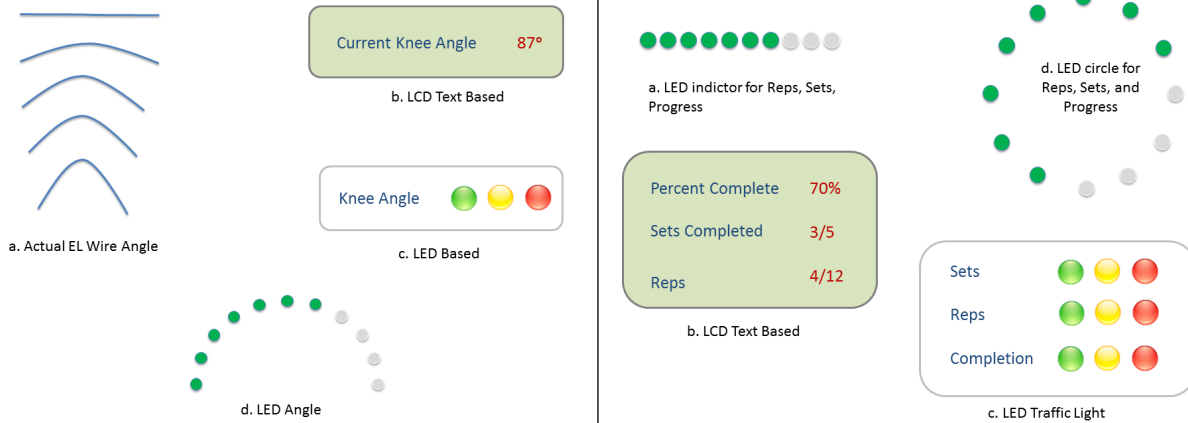 Current Knee Angle 87°
b. LCD Text Based
Knee Angle
c. LED Based
a. Actual EL Wire Angle
d. LED Angle
a. LED indictor for Reps, Sets,
Progress
d. LED circle for
Reps, Sets, and
Progress
Percent Complete 70%
Sets Completed 3/5
Reps 4/12
b. LCD Text Based
Sets
Reps
Completion
c. LED Traffic Light